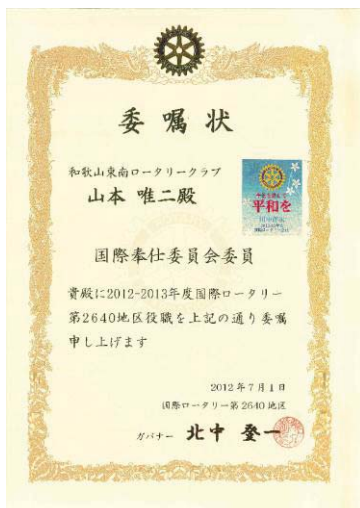 委嘱状
和歌山東南ロータリークラブ
山本 唯二殿
平和を
国際奉仕委員会委員
貴殿に2012-2013年度国際ロータリー
第2640地区役職を上記の通り委嘱
申し上げます
2012年7月1日
国際ロータリー第2640地区
ガバナー 北中 登一